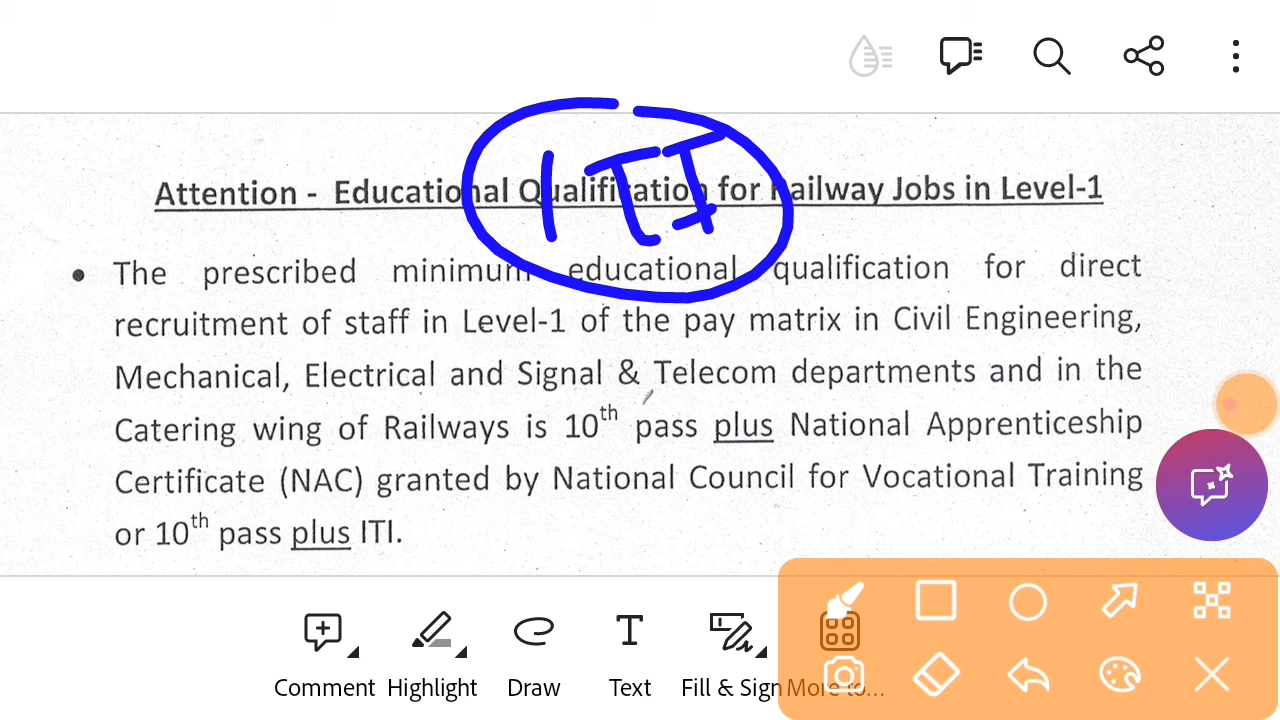 Attention - Educational Qualification for Railway Jobs in Level-1
ITI
• The prescribed minimum educational qualification for direct
recruitment of staff in Level-1 of the pay matrix in Civil Engineering,
Mechanical, Electrical and Signal & Telecom departments and in the
Catering wing of Railways is 10th pass plus National Apprenticeship
Certificate (NAC) granted by National Council for Vocational Training
or 10th pass plus ITI.
Comment Highlight Draw Text Fill & Sign More to...